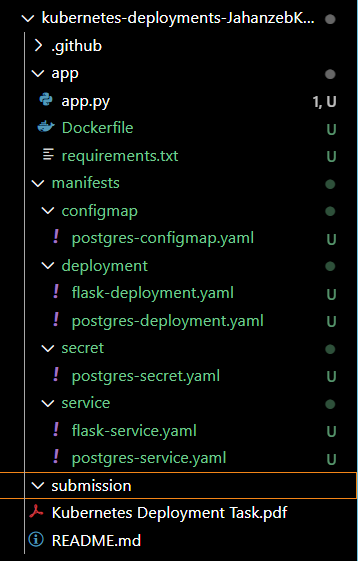 kubernetes-deployments-JahanzebK...
.github
app
app.py 1, U
Dockerfile U
requirements.txt U
manifests
configmap
! postgres-configmap.yaml U
deployment
! flask-deployment.yaml U
! postgres-deployment.yaml U
secret
! postgres-secret.yaml U
service
! flask-service.yaml U
! postgres-service.yaml U
submission
Kubernetes Deployment Task.pdf
README.md